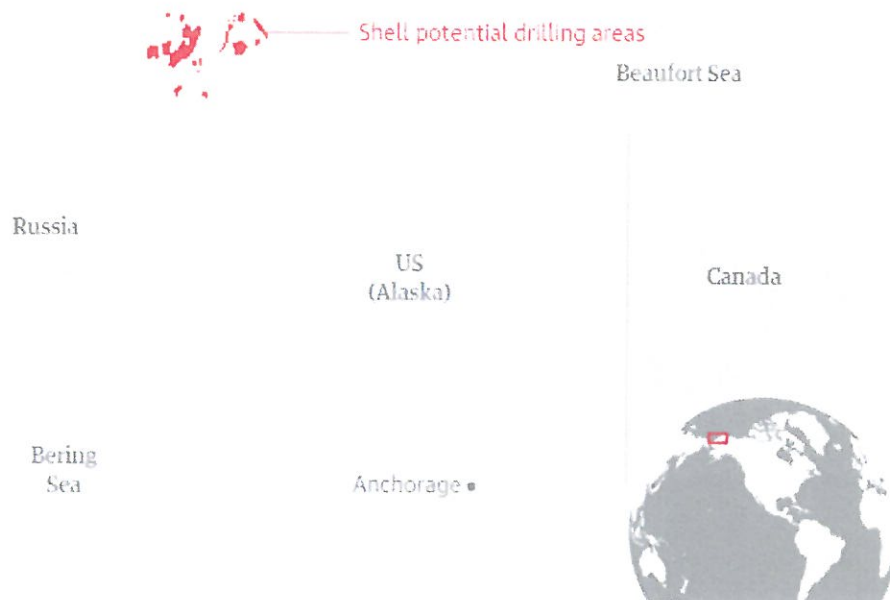 Shell potential drilling areas
Beaufort Sea
Russia
US
(Alaska)
Canada
Bering
Sea
Anchorage